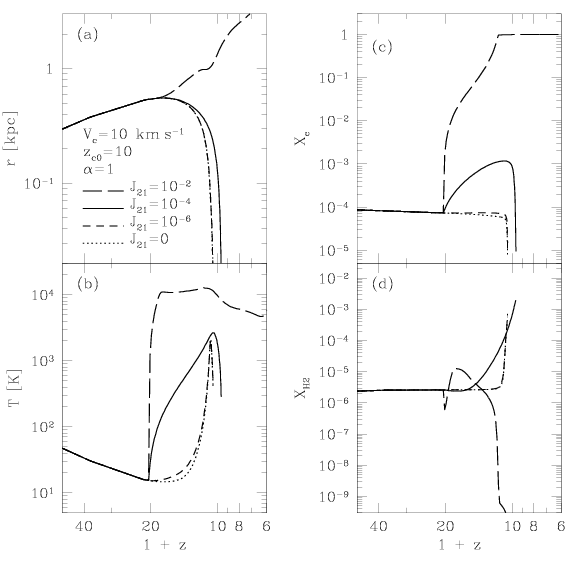 (a)
1
10⁻¹
r [kpc]
V_c=10 km s⁻¹
z_c0=10
α=1
J_21=10⁻²
J_21=10⁻⁴
J_21=10⁻⁶
J_21=0
(c)
1
10⁻¹
10⁻²
10⁻³
10⁻⁴
10⁻⁵
X_e
(b)
10⁴
10³
10²
10¹
T [K]
40 20 10 8 6
1 + z
(d)
10⁻²
10⁻³
10⁻⁴
10⁻⁵
10⁻⁶
10⁻⁷
10⁻⁸
10⁻⁹
X_H2
40 20 10 8 6
1 + z